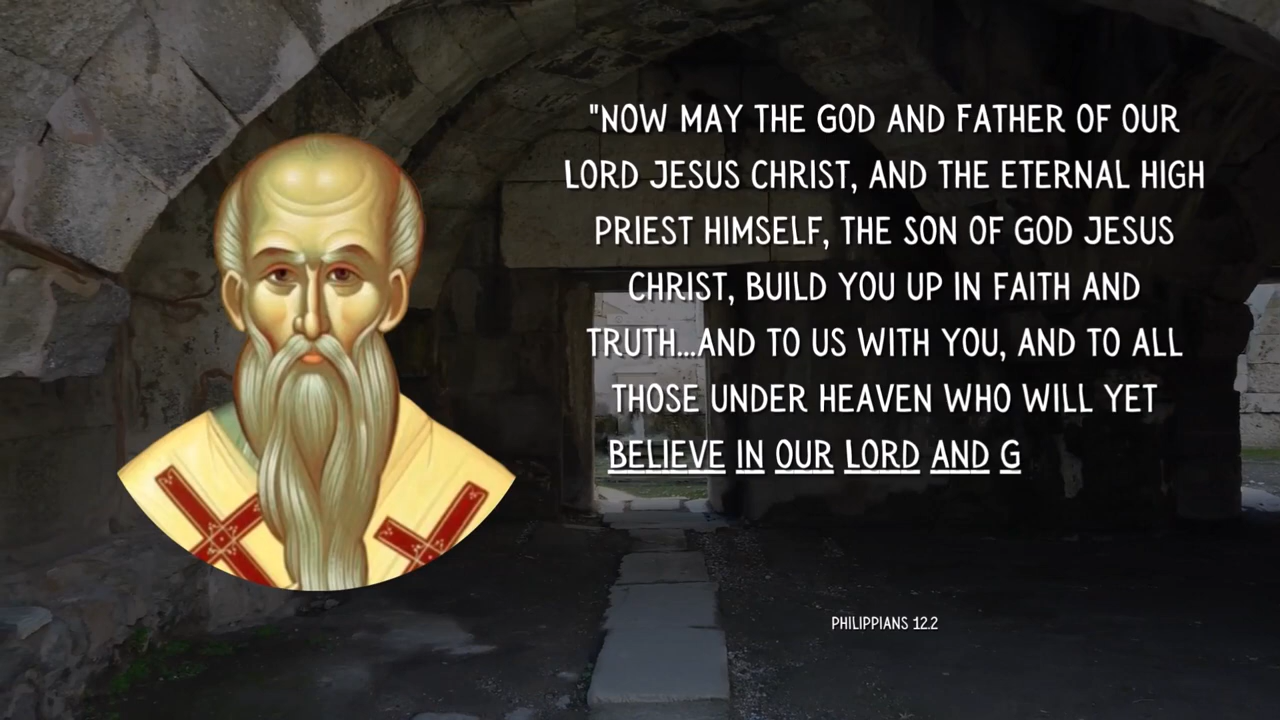 "NOW MAY THE GOD AND FATHER OF OUR
LORD JESUS CHRIST, AND THE ETERNAL HIGH
PRIEST HIMSELF, THE SON OF GOD JESUS
CHRIST, BUILD YOU UP IN FAITH AND
TRUTH...AND TO US WITH YOU, AND TO ALL
THOSE UNDER HEAVEN WHO WILL YET
BELIEVE IN OUR LORD AND G
PHILIPPIANS 12.2